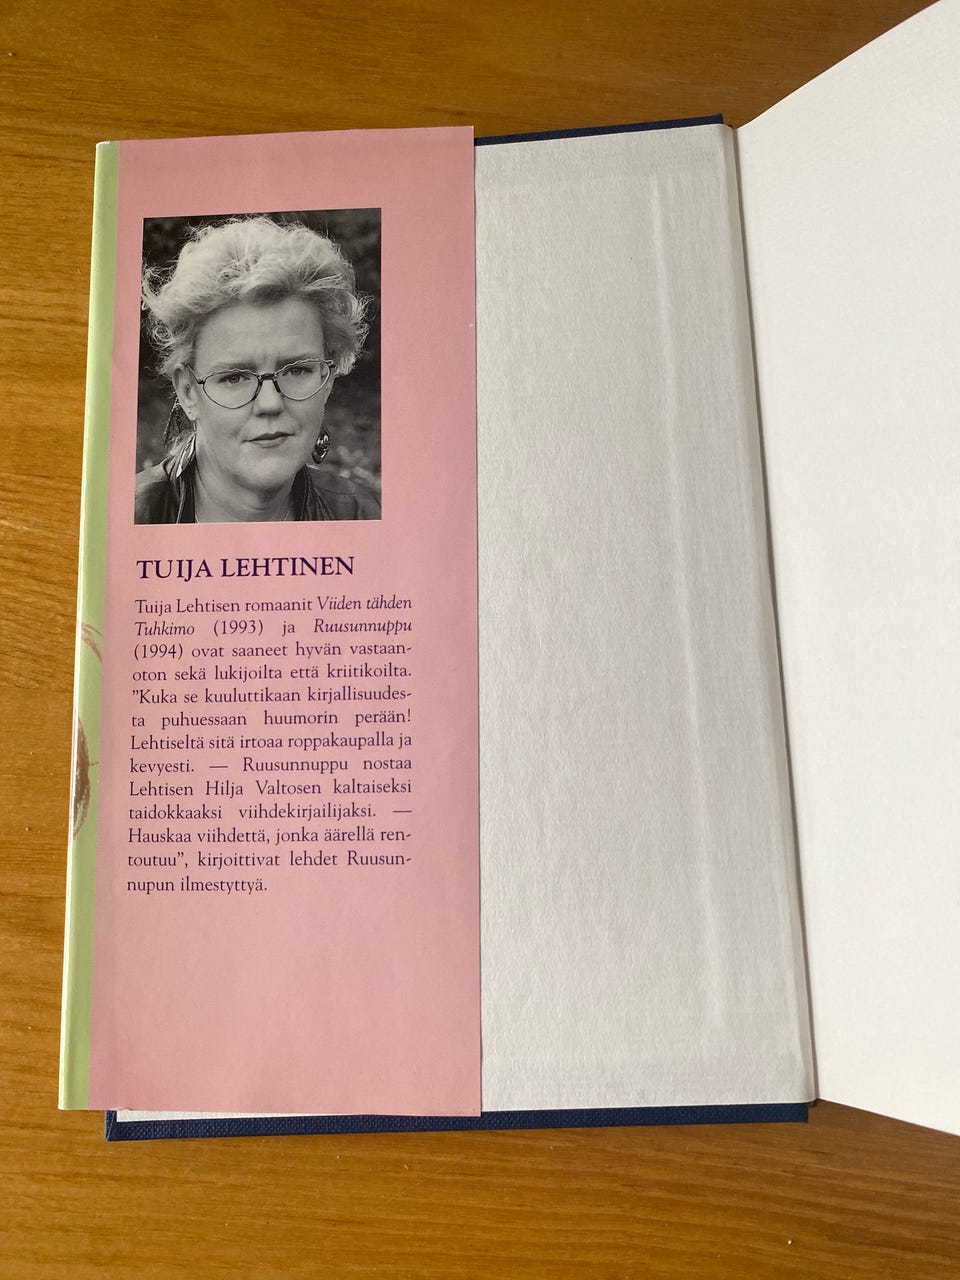 TUIJA LEHTINEN
Tuija Lehtisen romaanit Viiden tähden
Tuhkimo (1993) ja Ruusunnuppu
(1994) ovat saaneet hyvän vastaan-
oton sekä lukijoilta että kriitikoilta.
”Kuka se kuuluttikaan kirjallisuudes-
ta puhuessaan huumorin perään!
Lehtiseltä sitä irtoaa roppakaupalla ja
kevyesti. — Ruusunnuppu nostaa
Lehtisen Hilja Valtosen kaltaiseksi
taidokkaaksi viihdekirjailijaksi. —
Hauskaa viihdettä, jonka äärellä ren-
toutuu”, kirjoittivat lehdet Ruusun-
nupun ilmestyttyä.